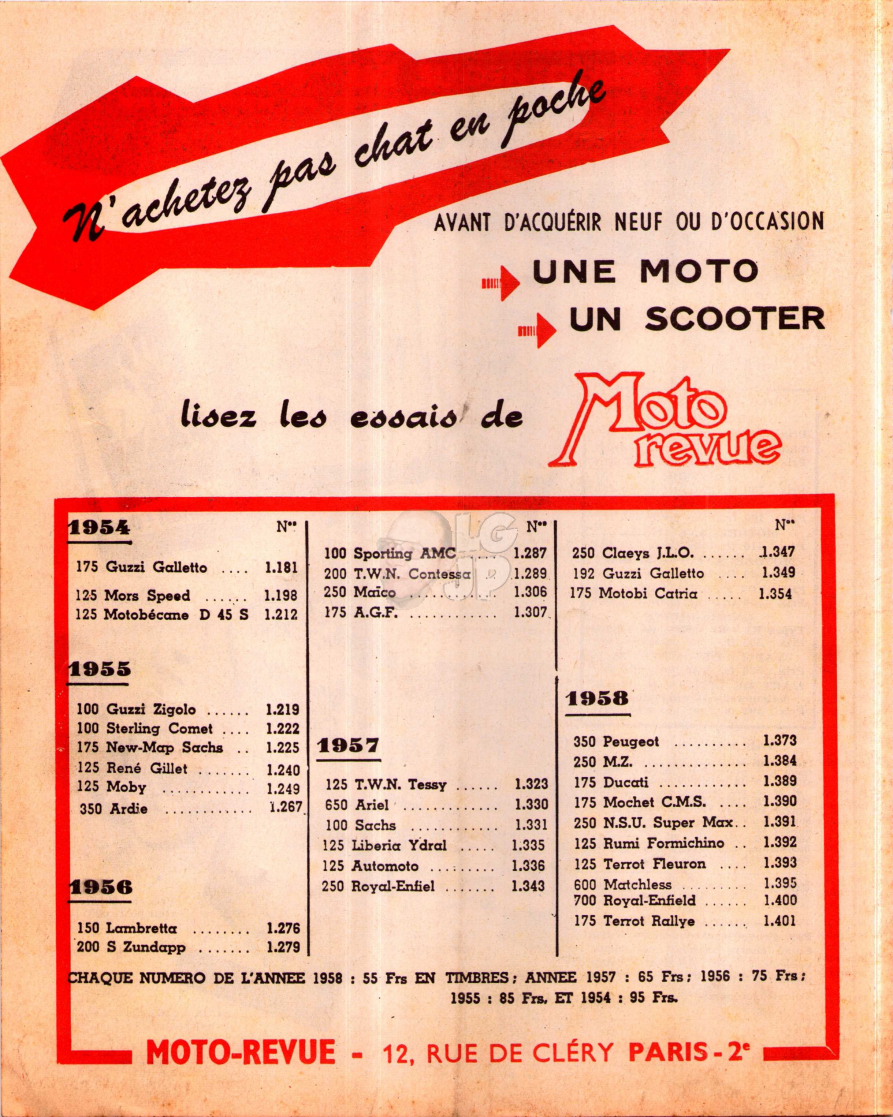 N'achetez pas chat en poche
AVANT D'ACQUÉRIR NEUF OU D'OCCASION
UNE MOTO
UN SCOOTER
lisez les essais de Moto revue
1954 Nos
175 Guzzi Galletto .... 1.181
125 Mors Speed ...... 1.198
125 Motobécane D 45 S 1.212
1955
100 Guzzi Zigolo ...... 1.219
100 Sterling Comet .... 1.222
175 New-Map Sachs .. 1.225
125 René Gillet ....... 1.240
125 Moby ........... 1.249
350 Ardie ............ 1.267
1956
150 Lambretta ........ 1.276
200 S Zundapp ....... 1.279
Nos
100 Sporting AMC .... 1.287
200 T.W.N. Contessa .. 1.289
250 Maïco ........... 1.306
175 A.G.F. ............ 1.307
1957
125 T.W.N. Tessy ...... 1.323
650 Ariel ............. 1.330
100 Sachs ............ 1.331
125 Liberia Ydral ..... 1.335
125 Automoto ......... 1.336
250 Royal-Enfiel ....... 1.343
Nos
250 Claeys J.L.O. ...... 1.347
192 Guzzi Galletto .... 1.349
175 Motobi Catria ..... 1.354
1958
350 Peugeot .......... 1.373
250 M.Z. .............. 1.384
175 Ducati ............ 1.389
175 Mochet C.M.S. .... 1.390
250 N.S.U. Super Max.. 1.391
125 Rumi Formichino .. 1.392
125 Terrot Fleuron .... 1.393
600 Matchless ......... 1.395
700 Royal-Enfield ...... 1.400
175 Terrot Rallye ...... 1.401
CHAQUE NUMERO DE L'ANNEE 1958 : 55 Frs EN TIMBRES ; ANNEE 1957 : 65 Frs ; 1956 : 75 Frs ;
1955 : 85 Frs, ET 1954 : 95 Frs.
MOTO-REVUE - 12, RUE DE CLÉRY PARIS-2e
LG
JP